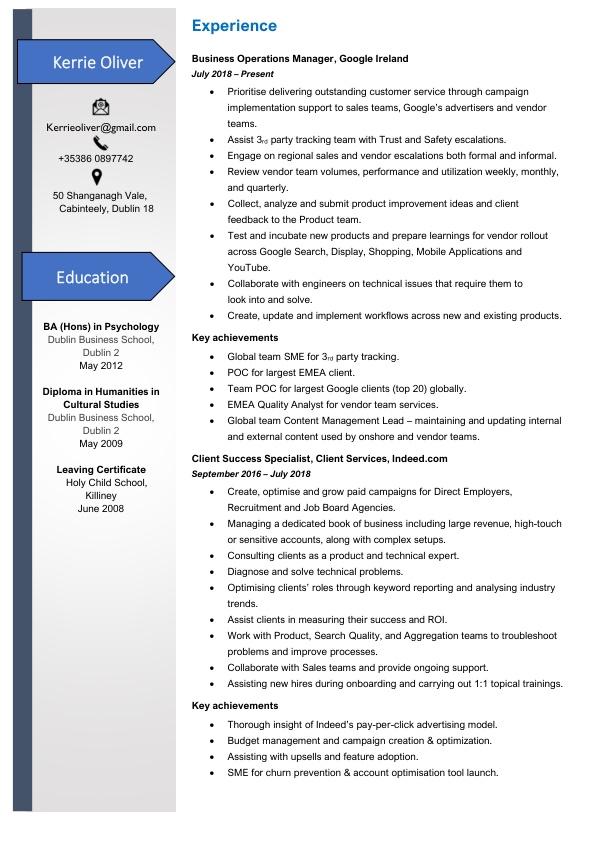 Kerrie Oliver
Kerrieoliver@gmail.com
+35386 0897742
50 Shanganagh Vale,
Cabinteely, Dublin 18
Education
BA (Hons) in Psychology
Dublin Business School,
Dublin 2
May 2012
Diploma in Humanities in
Cultural Studies
Dublin Business School,
Dublin 2
May 2009
Leaving Certificate
Holy Child School,
Killiney
June 2008
Experience
Business Operations Manager, Google Ireland
July 2018 – Present
• Prioritise delivering outstanding customer service through campaign
implementation support to sales teams, Google's advertisers and vendor
teams.
• Assist 3rd party tracking team with Trust and Safety escalations.
• Engage on regional sales and vendor escalations both formal and informal.
• Review vendor team volumes, performance and utilization weekly, monthly,
and quarterly.
• Collect, analyze and submit product improvement ideas and client
feedback to the Product team.
• Test and incubate new products and prepare learnings for vendor rollout
across Google Search, Display, Shopping, Mobile Applications and
YouTube.
• Collaborate with engineers on technical issues that require them to
look into and solve.
• Create, update and implement workflows across new and existing products.
Key achievements
• Global team SME for 3rd party tracking.
• POC for largest EMEA client.
• Team POC for largest Google clients (top 20) globally.
• EMEA Quality Analyst for vendor team services.
• Global team Content Management Lead – maintaining and updating internal
and external content used by onshore and vendor teams.
Client Success Specialist, Client Services, Indeed.com
September 2016 – July 2018
• Create, optimise and grow paid campaigns for Direct Employers,
Recruitment and Job Board Agencies.
• Managing a dedicated book of business including large revenue, high-touch
or sensitive accounts, along with complex setups.
• Consulting clients as a product and technical expert.
• Diagnose and solve technical problems.
• Optimising clients' roles through keyword reporting and analysing industry
trends.
• Assist clients in measuring their success and ROI.
• Work with Product, Search Quality, and Aggregation teams to troubleshoot
problems and improve processes.
• Collaborate with Sales teams and provide ongoing support.
• Assisting new hires during onboarding and carrying out 1:1 topical trainings.
Key achievements
• Thorough insight of Indeed's pay-per-click advertising model.
• Budget management and campaign creation & optimization.
• Assisting with upsells and feature adoption.
• SME for churn prevention & account optimisation tool launch.